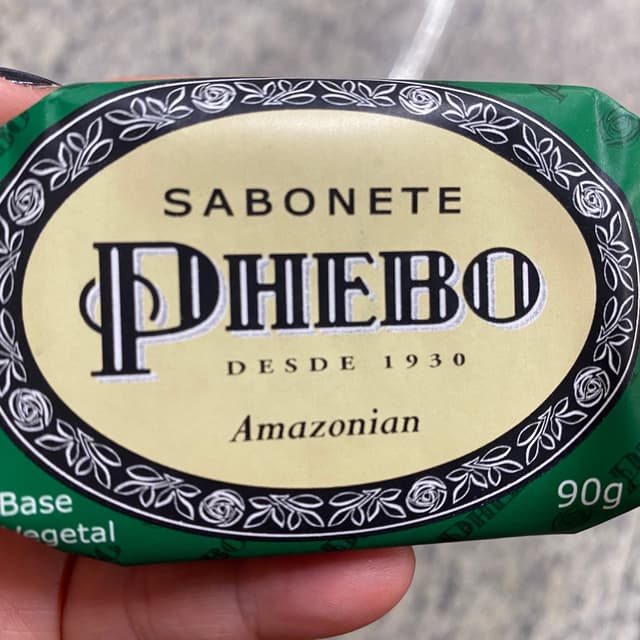 SABONETE
PHEBO
DESDE 1930
Amazonian
Base
Vegetal
90g